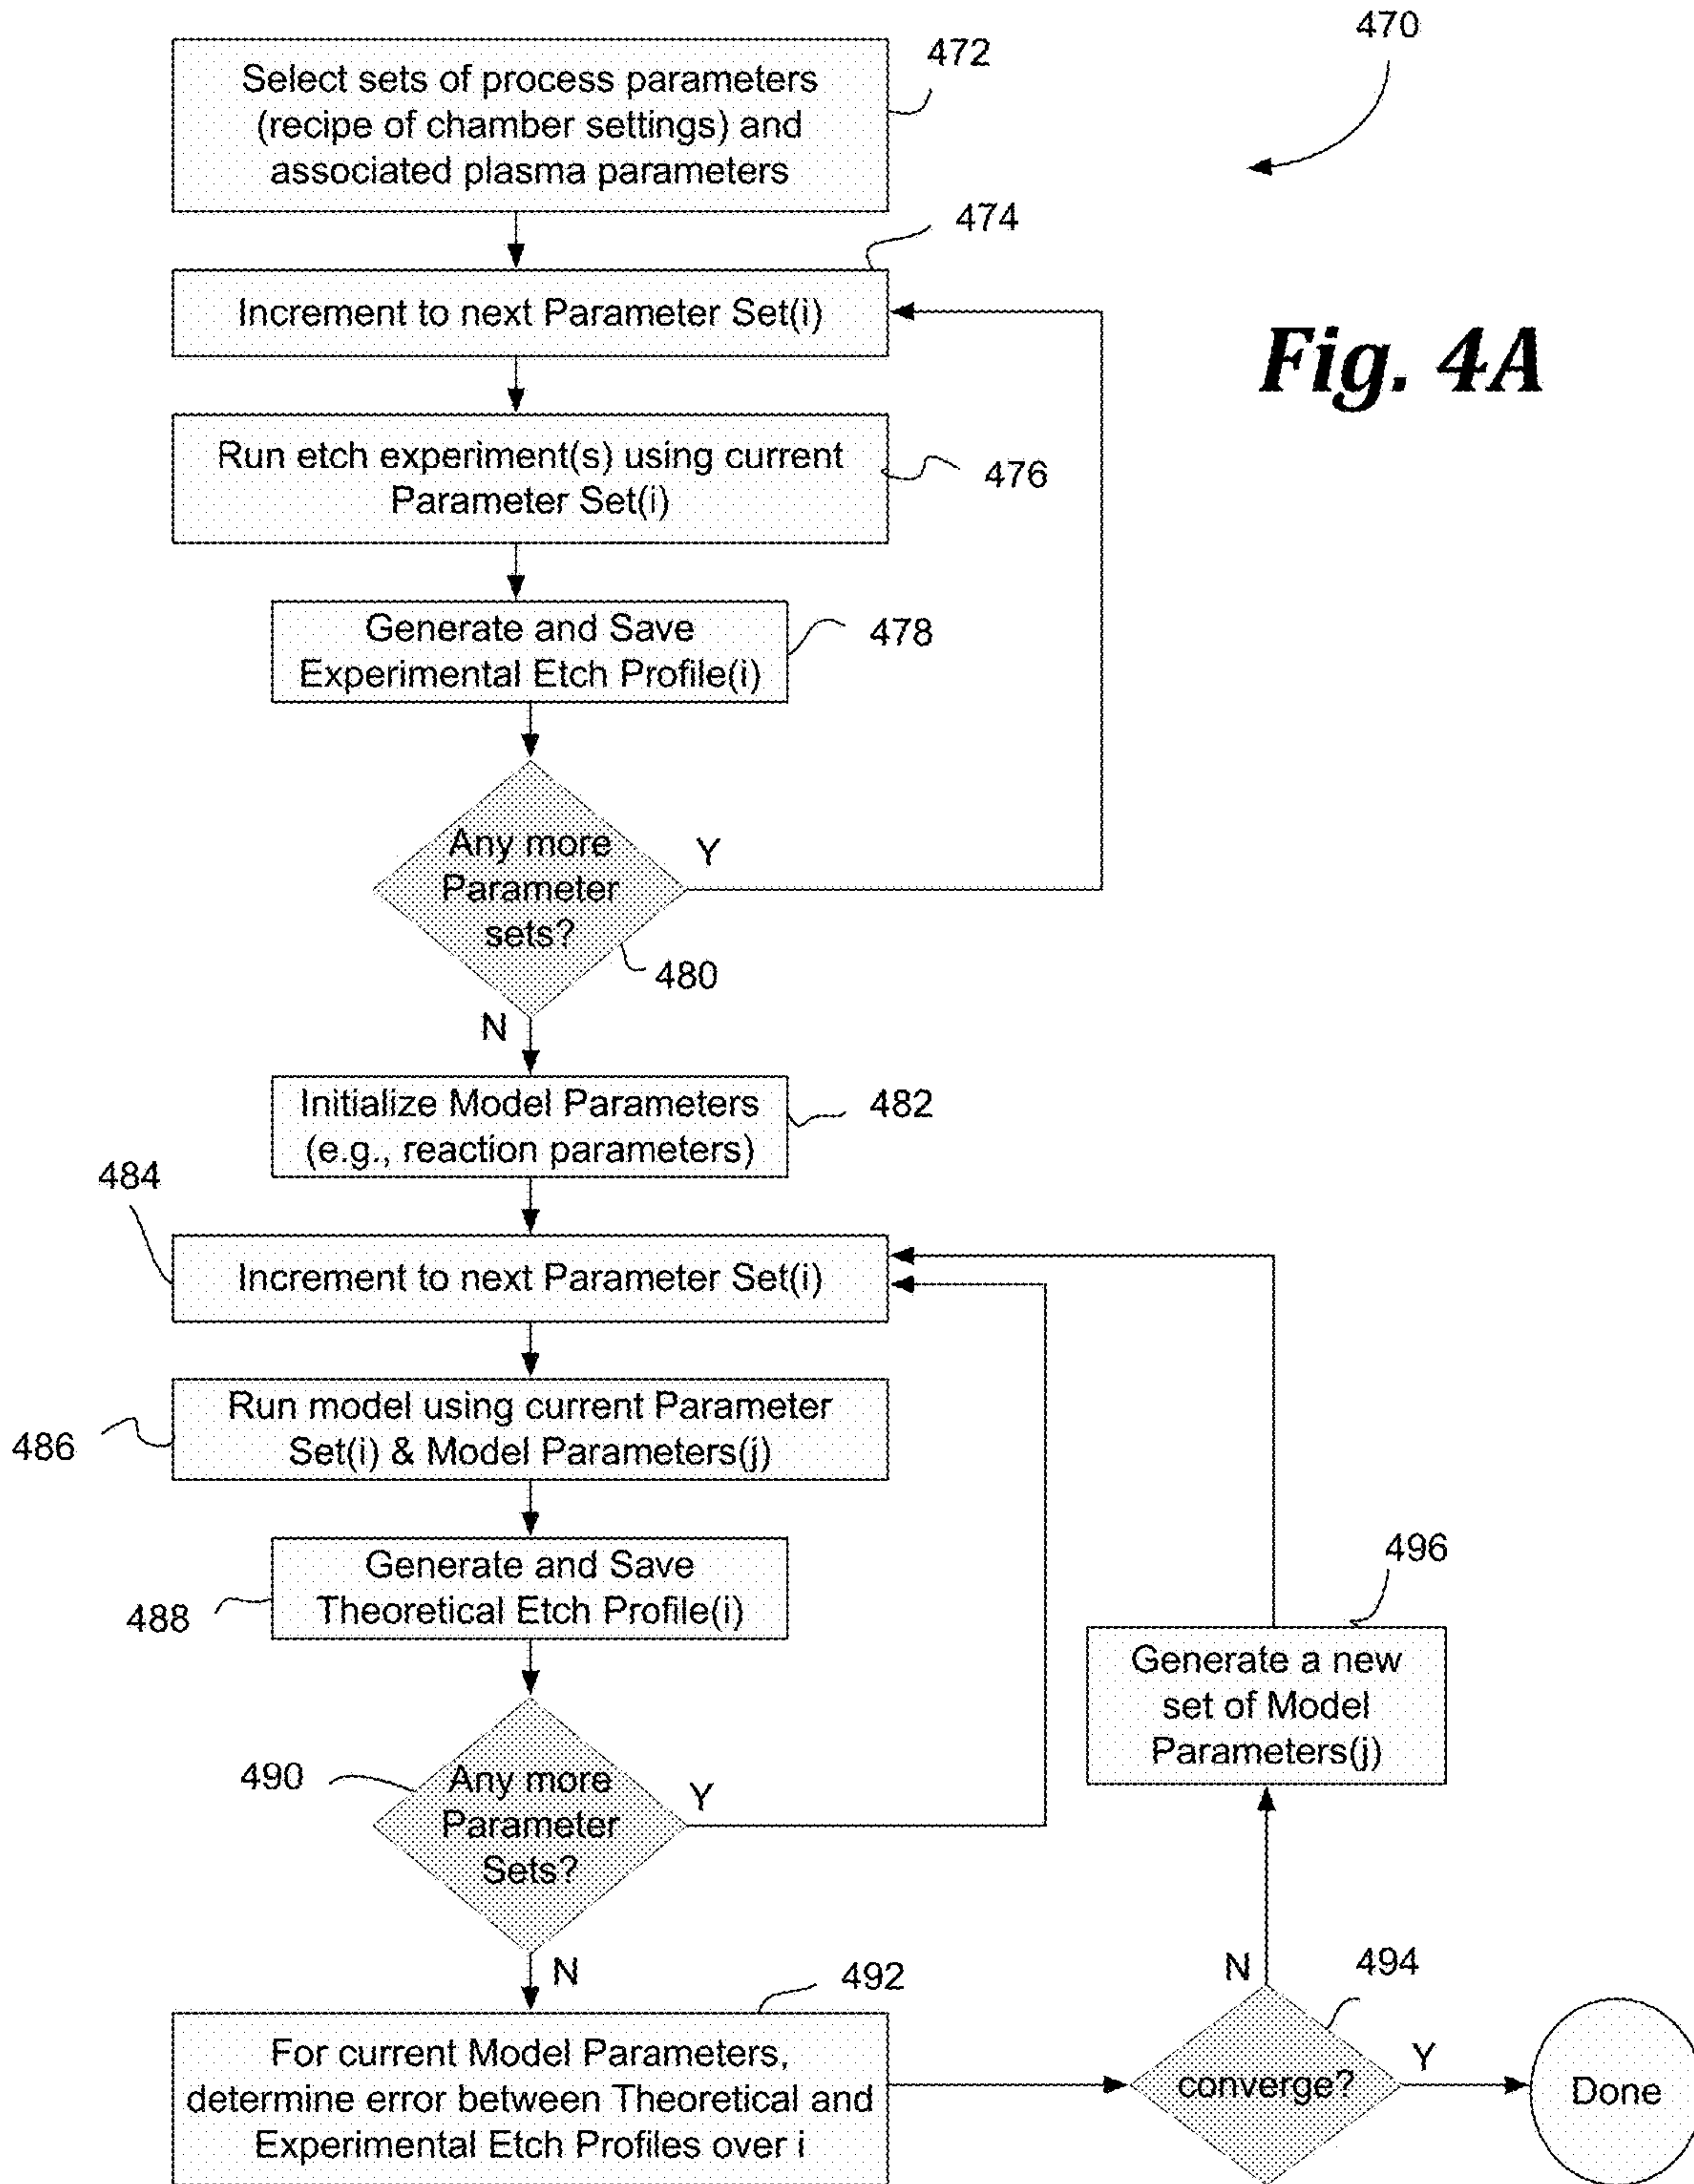 470
Select sets of process parameters
(recipe of chamber settings) and
associated plasma parameters
472
474
Increment to next Parameter Set(i)
Fig. 4A
Run etch experiment(s) using current
Parameter Set(i)
476
Generate and Save
Experimental Etch Profile(i)
478
Any more
Parameter
sets?
Y
480
N
Initialize Model Parameters
(e.g., reaction parameters)
482
484
Increment to next Parameter Set(i)
Run model using current Parameter
Set(i) & Model Parameters(j)
486
Generate and Save
Theoretical Etch Profile(i)
488
496
Generate a new
set of Model
Parameters(j)
490
Any more
Parameter
Sets?
Y
N
492
For current Model Parameters,
determine error between Theoretical and
Experimental Etch Profiles over i
N
494
converge?
Y
Done